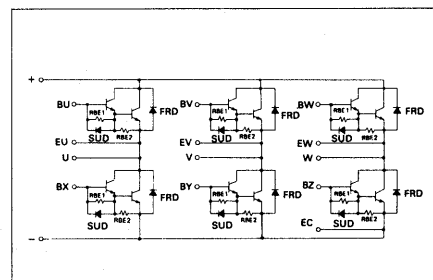 +
BU RBE1 FRD BV RBE1 FRD BW RBE1 FRD
SUD RBE2 SUD RBE2 SUD RBE2
EU EV EW
U V W
BX RBE1 FRD BY RBE1 FRD BZ RBE1 FRD
SUD RBE2 SUD RBE2 SUD RBE2
EC
−